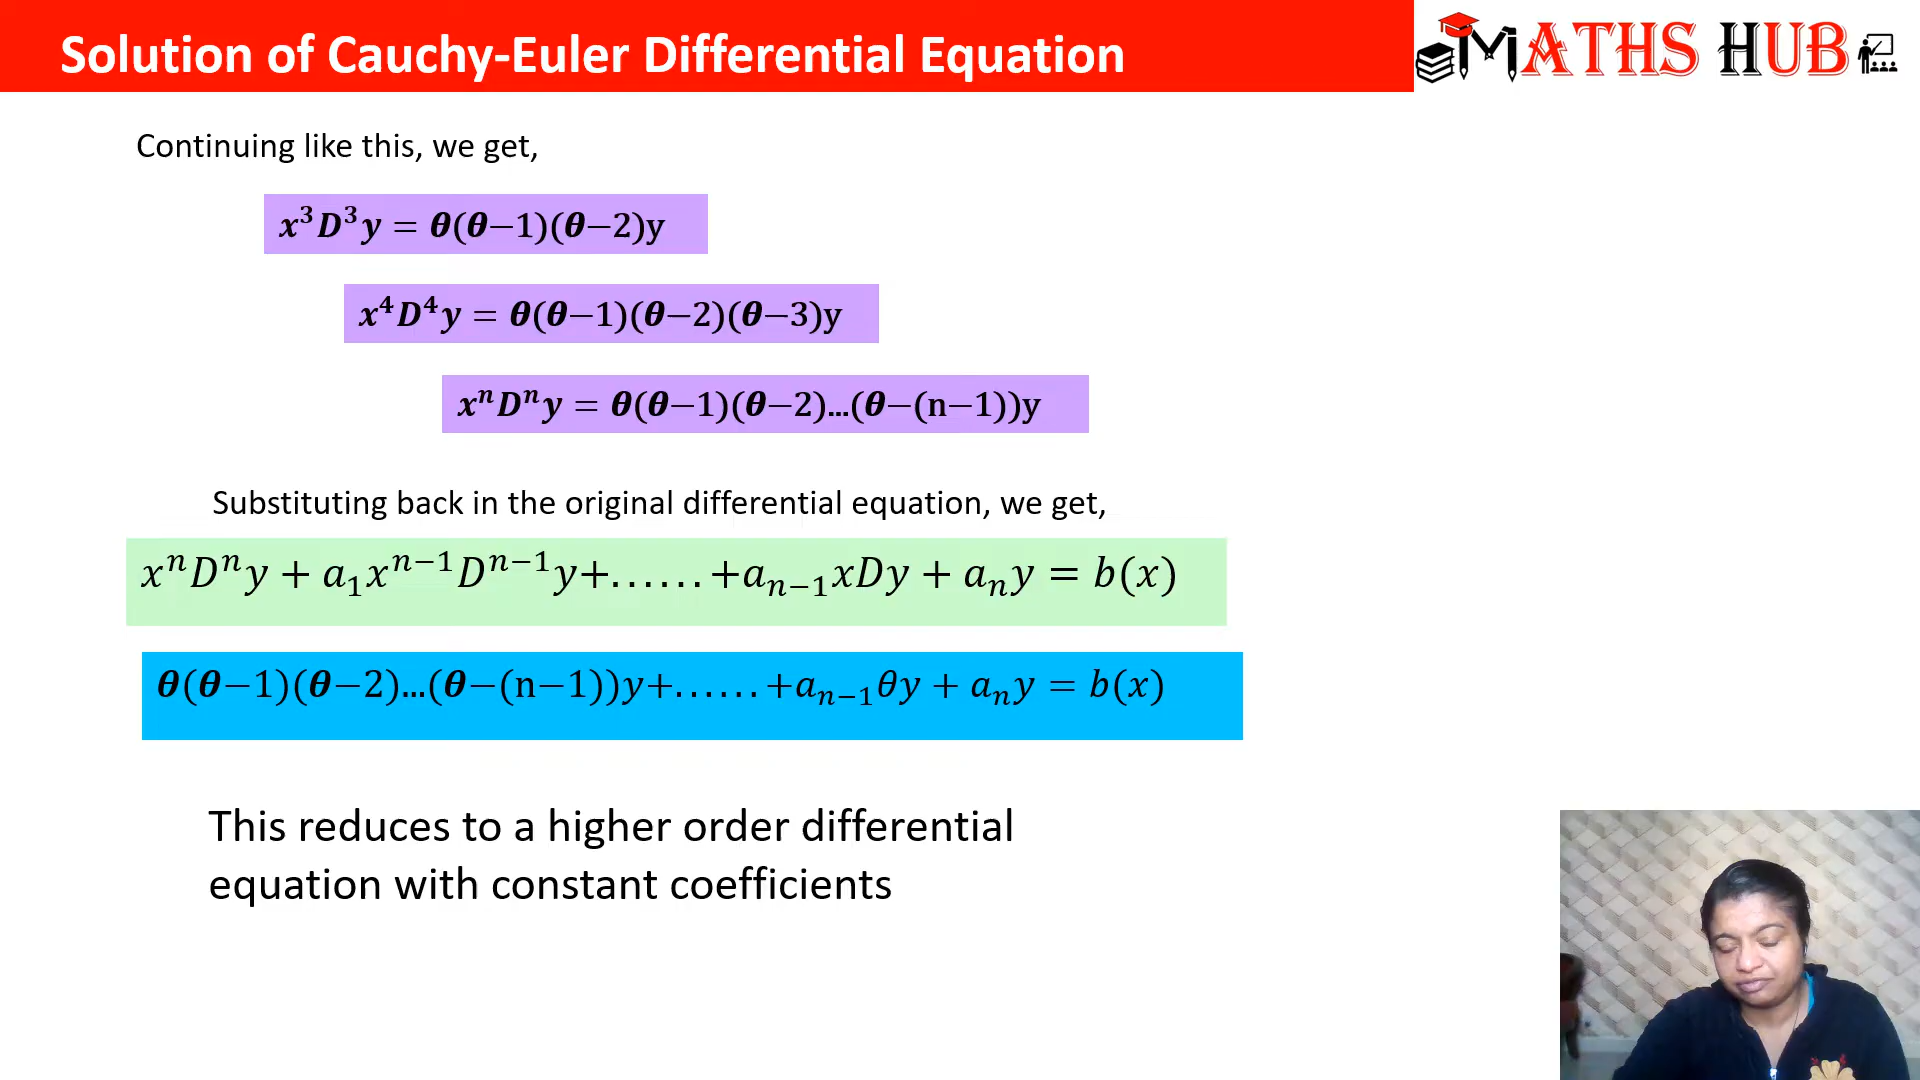 Solution of Cauchy-Euler Differential Equation
MATHS HUB
Continuing like this, we get,
x³D³y = θ(θ−1)(θ−2)y
x⁴D⁴y = θ(θ−1)(θ−2)(θ−3)y
xⁿDⁿy = θ(θ−1)(θ−2)...(θ−(n−1))y
Substituting back in the original differential equation, we get,
xⁿDⁿy + a₁xⁿ⁻¹Dⁿ⁻¹y+......+aₙ₋₁xDy + aₙy = b(x)
θ(θ−1)(θ−2)...(θ−(n−1))y+......+aₙ₋₁θy + aₙy = b(x)
This reduces to a higher order differential
equation with constant coefficients